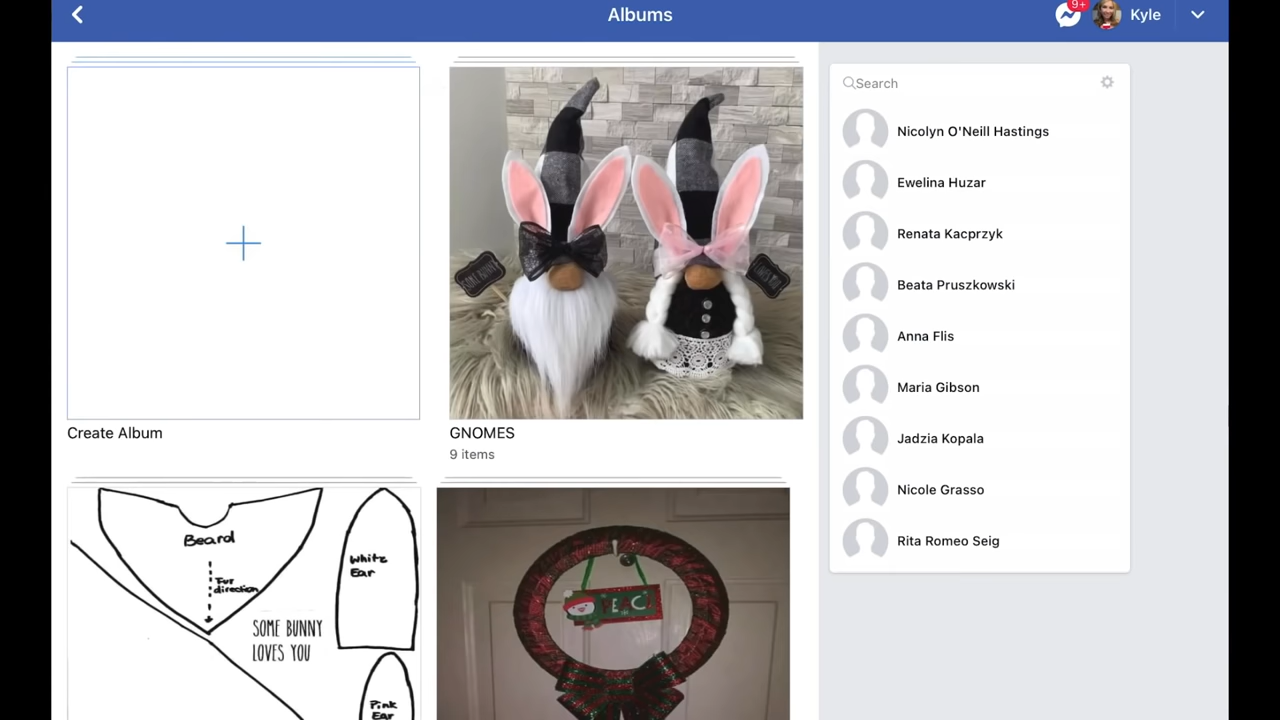 Albums
9+
Kyle
Search
Nicolyn O'Neill Hastings
Ewelina Huzar
Renata Kacprzyk
Beata Pruszkowski
Anna Flis
Maria Gibson
Jadzia Kopala
Nicole Grasso
Rita Romeo Seig
Create Album
GNOMES
9 items
Beard
Fur
direction
White
Ear
SOME BUNNY
LOVES YOU
Pink
Ear
PEACE